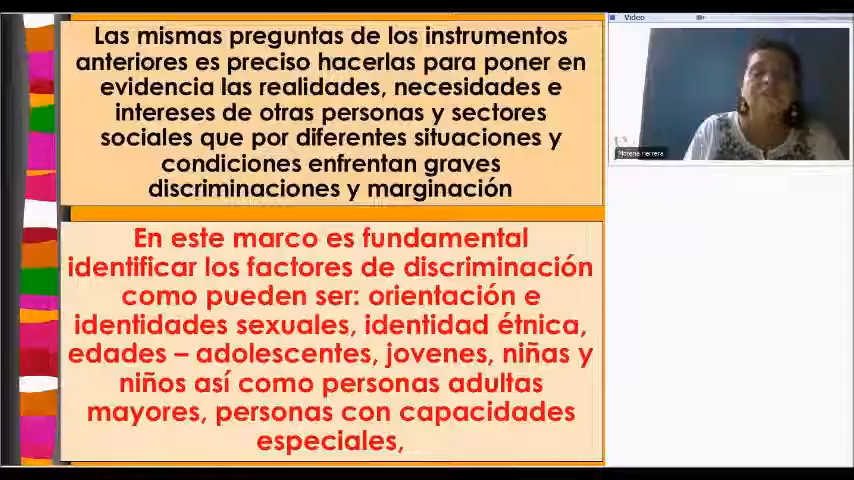 Las mismas preguntas de los instrumentos
anteriores es preciso hacerlas para poner en
evidencia las realidades, necesidades e
intereses de otras personas y sectores
sociales que por diferentes situaciones y
condiciones enfrentan graves
discriminaciones y marginación
En este marco es fundamental
identificar los factores de discriminación
como pueden ser: orientación e
identidades sexuales, identidad étnica,
edades – adolescentes, jovenes, niñas y
niños así como personas adultas
mayores, personas con capacidades
especiales,
Video
Morena Herrera